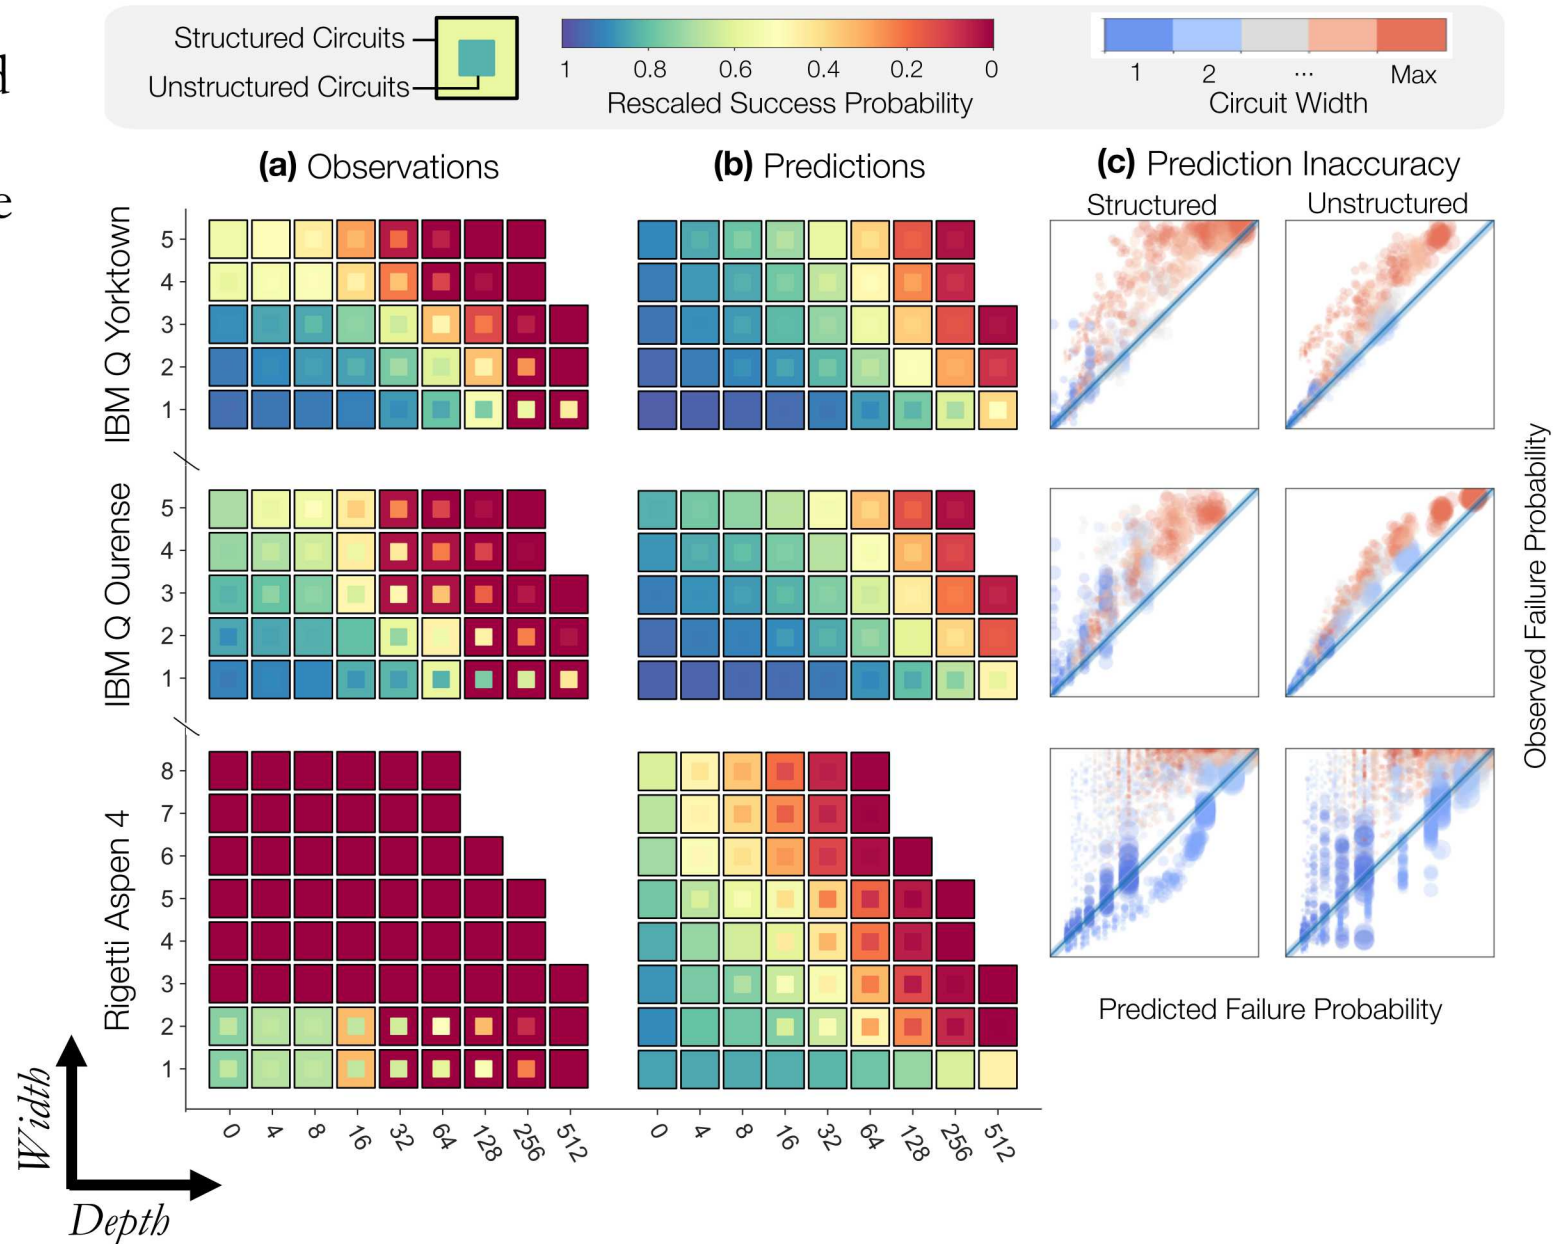 d
e
Structured Circuits
Unstructured Circuits
1 0.8 0.6 0.4 0.2 0
Rescaled Success Probability
1 2 ... Max
Circuit Width
(a) Observations
(b) Predictions
(c) Prediction Inaccuracy
Structured Unstructured
IBM Q Yorktown
5
4
3
2
1
IBM Q Ourense
5
4
3
2
1
Rigetti Aspen 4
8
7
6
5
4
3
2
1
0 4 8 16 32 64 128 256 512
0 4 8 16 32 64 128 256 512
Observed Failure Probability
Predicted Failure Probability
Width
Depth